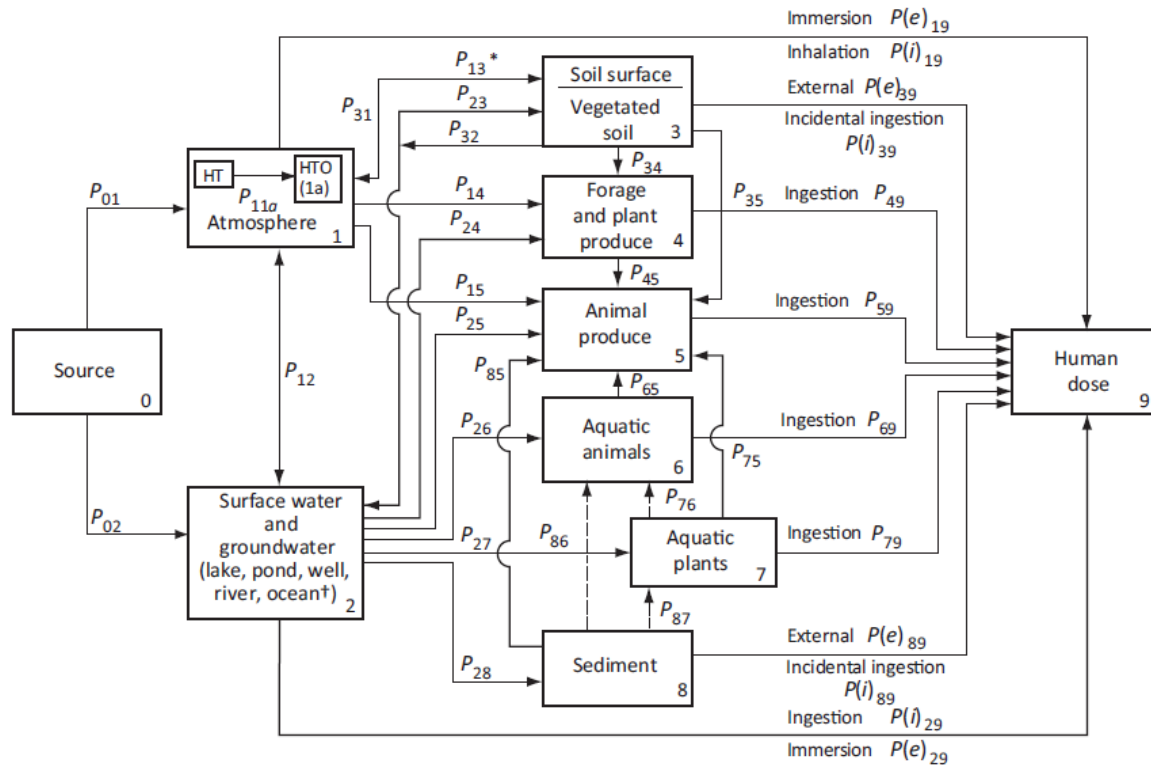 Immersion P(e)19
Inhalation P(i)19
P13 *
Soil surface
Vegetated
soil
3
External P(e)39
Incidental ingestion
P(i)39
P23
P31
P32
P34
HT
HTO
(1a)
P11a
Atmosphere
1
P01
P14
Forage
and plant
produce
4
P35
Ingestion P49
P24
P45
P15
Animal
produce
5
Ingestion P59
P25
Source
0
P12
P85
P65
Human
dose
9
P26
Aquatic
animals
6
Ingestion P69
P75
P76
P02
Surface water
and
groundwater
(lake, pond, well,
river, ocean†)
2
P27
P86
Aquatic
plants
7
Ingestion P79
P87
P28
Sediment
8
External P(e)89
Incidental ingestion
P(i)89
Ingestion P(i)29
Immersion P(e)29